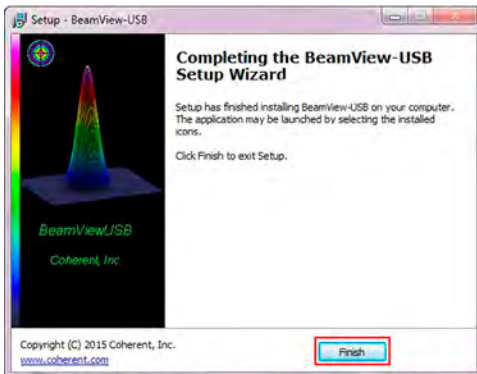 Setup - BeamView-USB
Completing the BeamView-USB
Setup Wizard
Setup has finished installing BeamView-USB on your computer.
The application may be launched by selecting the installed
icons.
Click Finish to exit Setup.
BeamViewUSB
Coherent, Inc.
Copyright (C) 2015 Coherent, Inc.
www.coherent.com
Finish